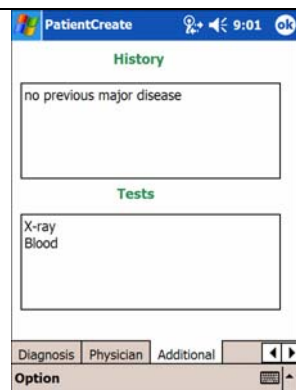 PatientCreate 9:01 ok
History
no previous major disease
Tests
X-ray
Blood
Diagnosis Physician Additional
Option